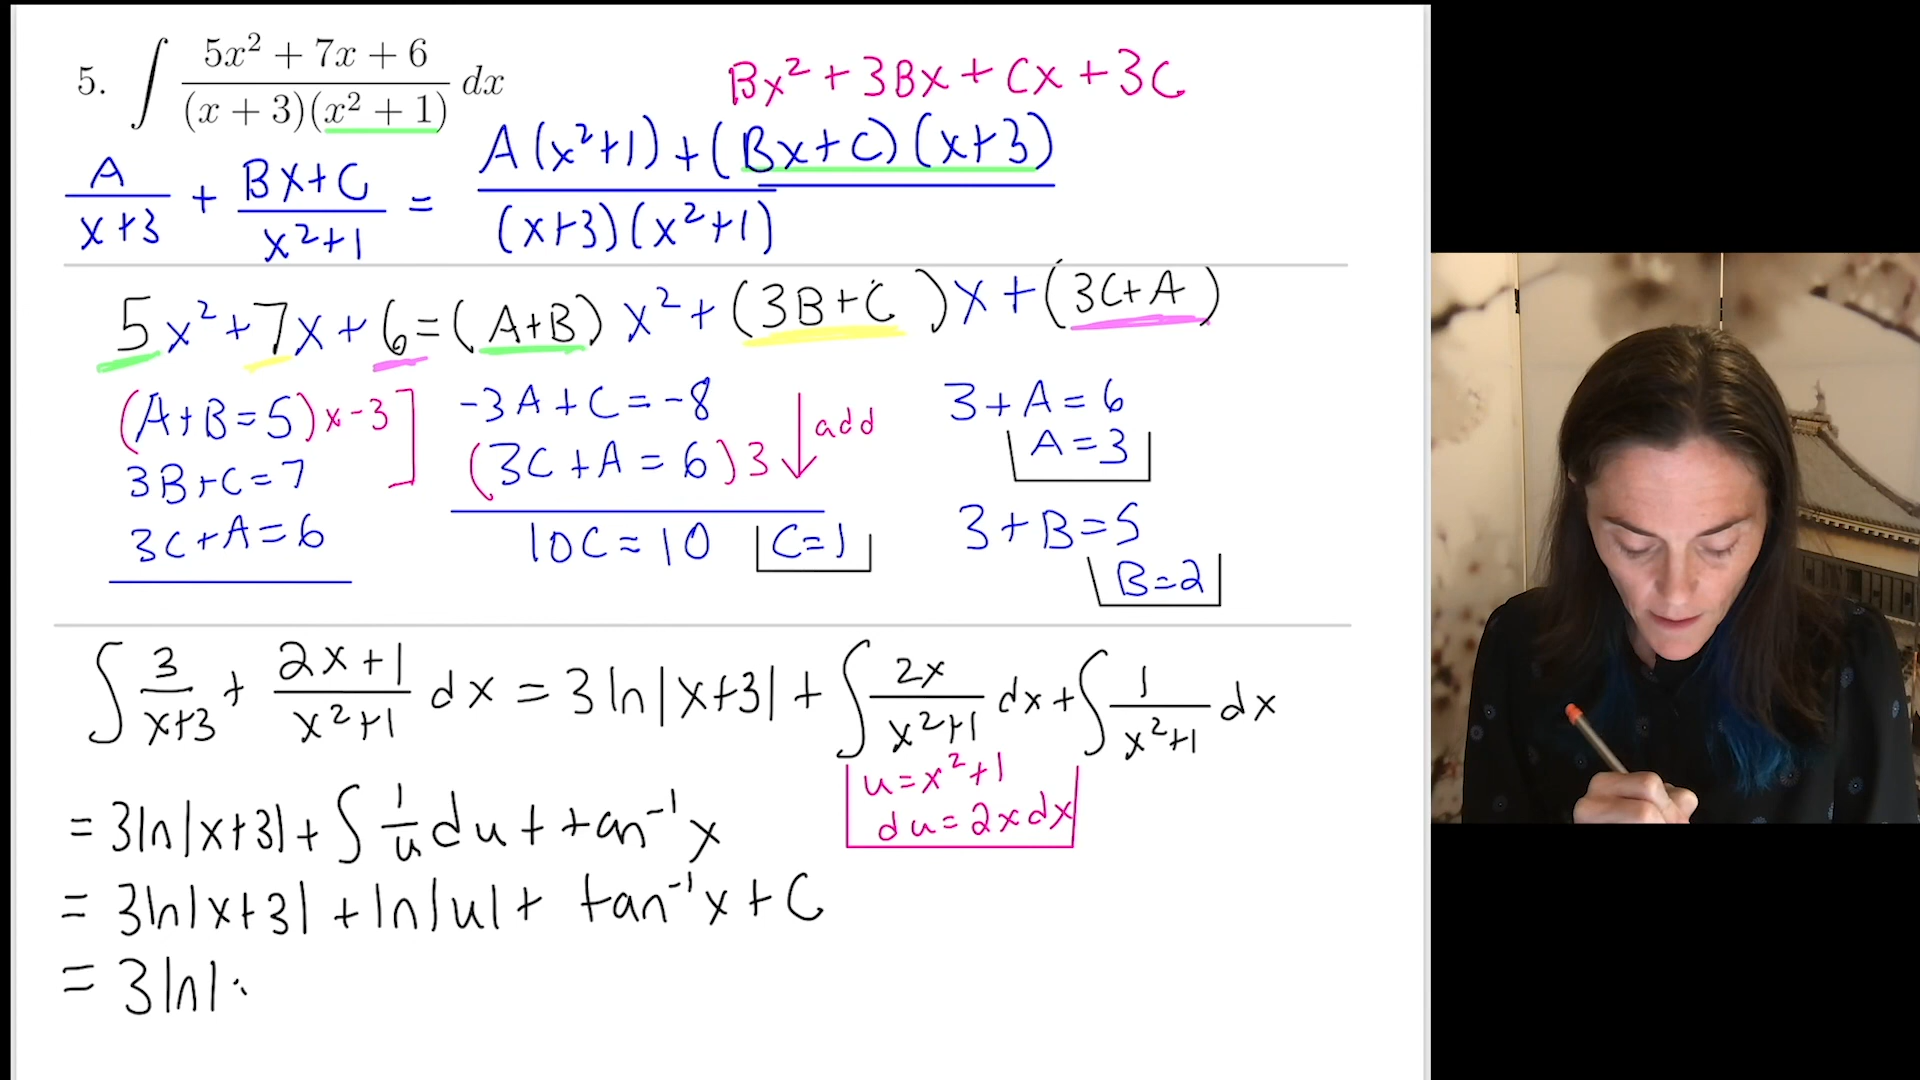 5. ∫ (5x² + 7x + 6)/((x + 3)(x² + 1)) dx
Bx² + 3Bx + Cx + 3C
A/(x+3) + (Bx+C)/(x²+1) = (A(x²+1) + (Bx+C)(x+3))/((x+3)(x²+1))
5x² + 7x + 6 = (A+B)x² + (3B+C)x + (3C+A)
(A+B=5)x-3
3B+C=7
3C+A=6
-3A+C=-8
(3C+A=6)3
add
10C=10
C=1
3+A=6
A=3
3+B=5
B=2
∫ 3/(x+3) + (2x+1)/(x²+1) dx = 3ln|x+3| + ∫ 2x/(x²+1) dx + ∫ 1/(x²+1) dx
u=x²+1
du=2xdx
= 3ln|x+3| + ∫ 1/u du + tan⁻¹x
= 3ln|x+3| + ln|u| + tan⁻¹x + C
= 3ln|